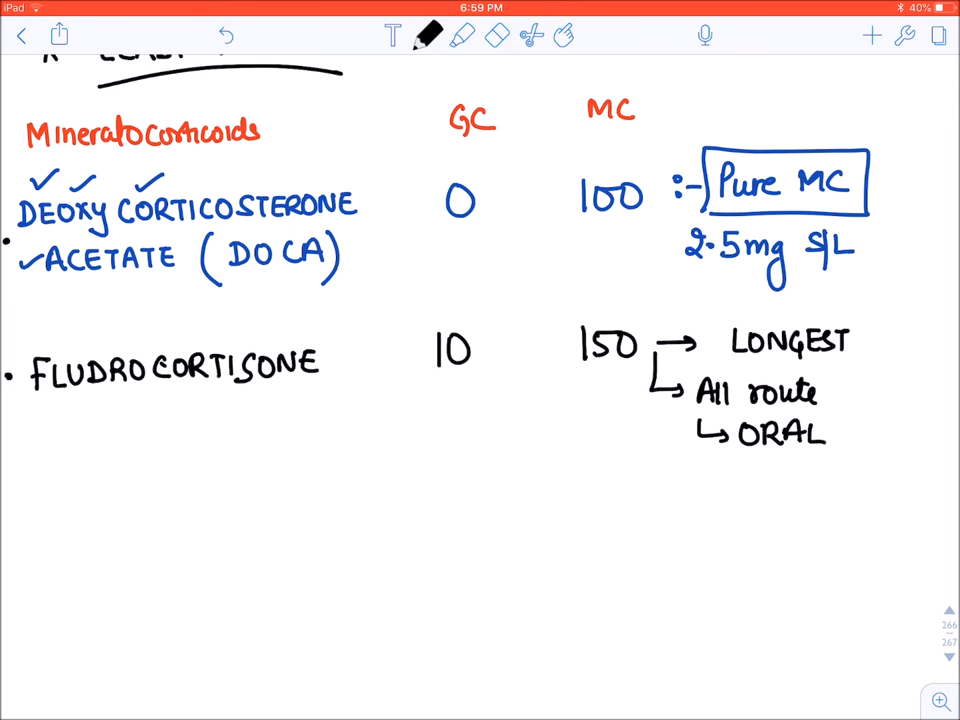 iPad 6:59 PM 40%
T
Mineralocorticoids GC MC
DEOXY CORTICOSTERONE 0 100 :- Pure MC
ACETATE (DOCA) 2.5mg S/L
• FLUDROCORTISONE 10 150 → LONGEST
↳ All route
↳ ORAL
266
267